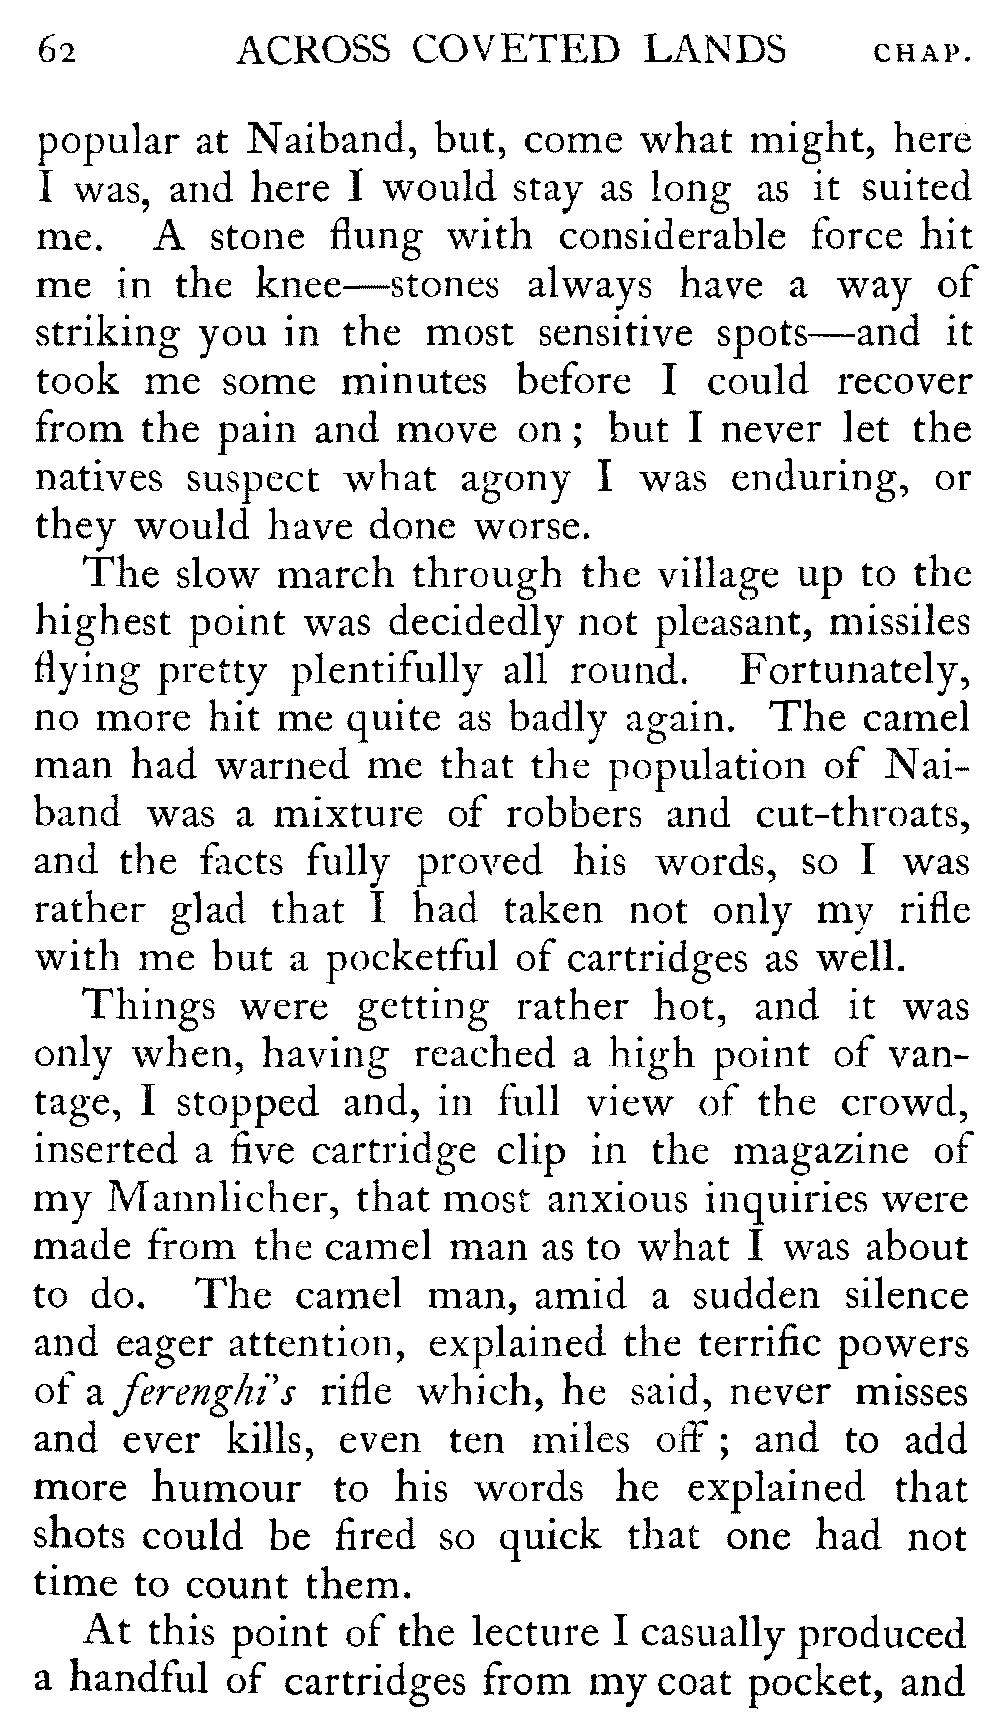 62 ACROSS COVETED LANDS CHAP.
popular at Naiband, but, come what might, here
I was, and here I would stay as long as it suited
me. A stone flung with considerable force hit
me in the knee—stones always have a way of
striking you in the most sensitive spots—and it
took me some minutes before I could recover
from the pain and move on; but I never let the
natives suspect what agony I was enduring, or
they would have done worse.
The slow march through the village up to the
highest point was decidedly not pleasant, missiles
flying pretty plentifully all round. Fortunately,
no more hit me quite as badly again. The camel
man had warned me that the population of Nai-
band was a mixture of robbers and cut-throats,
and the facts fully proved his words, so I was
rather glad that I had taken not only my rifle
with me but a pocketful of cartridges as well.
Things were getting rather hot, and it was
only when, having reached a high point of van-
tage, I stopped and, in full view of the crowd,
inserted a five cartridge clip in the magazine of
my Mannlicher, that most anxious inquiries were
made from the camel man as to what I was about
to do. The camel man, amid a sudden silence
and eager attention, explained the terrific powers
of a ferenghi's rifle which, he said, never misses
and ever kills, even ten miles off; and to add
more humour to his words he explained that
shots could be fired so quick that one had not
time to count them.
At this point of the lecture I casually produced
a handful of cartridges from my coat pocket, and